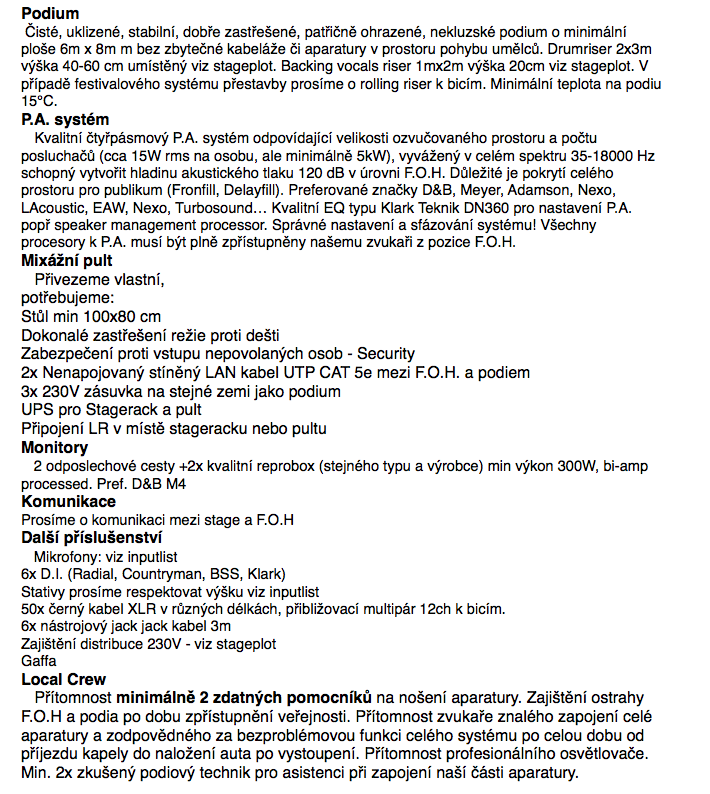 Podium
Čisté, uklizené, stabilní, dobře zastřešené, patřičně ohrazené, nekluzské podium o minimální
ploše 6m x 8m m bez zbytečné kabeláže či aparatury v prostoru pohybu umělců. Drumriser 2x3m
výška 40-60 cm umístěný viz stageplot. Backing vocals riser 1mx2m výška 20cm viz stageplot. V
případě festivalového systému přestavby prosíme o rolling riser k bicím. Minimální teplota na podiu
15°C.
P.A. systém
Kvalitní čtyřpásmový P.A. systém odpovídající velikosti ozvučovaného prostoru a počtu
posluchačů (cca 15W rms na osobu, ale minimálně 5kW), vyvážený v celém spektru 35-18000 Hz
schopný vytvořit hladinu akustického tlaku 120 dB v úrovni F.O.H. Důležité je pokrytí celého
prostoru pro publikum (Fronfill, Delayfill). Preferované značky D&B, Meyer, Adamson, Nexo,
LAcoustic, EAW, Nexo, Turbosound… Kvalitní EQ typu Klark Teknik DN360 pro nastavení P.A.
popř speaker management processor. Správné nastavení a sfázování systému! Všechny
procesory k P.A. musí být plně zpřístupněny našemu zvukaři z pozice F.O.H.
Mixážní pult
Přivezeme vlastní,
potřebujeme:
Stůl min 100x80 cm
Dokonalé zastřešení režie proti dešti
Zabezpečení proti vstupu nepovolaných osob - Security
2x Nenapojovaný stíněný LAN kabel UTP CAT 5e mezi F.O.H. a podiem
3x 230V zásuvka na stejné zemi jako podium
UPS pro Stagerack a pult
Připojení LR v místě stageracku nebo pultu
Monitory
2 odposlechové cesty +2x kvalitní reprobox (stejného typu a výrobce) min výkon 300W, bi-amp
processed. Pref. D&B M4
Komunikace
Prosíme o komunikaci mezi stage a F.O.H
Další příslušenství
Mikrofony: viz inputlist
6x D.I. (Radial, Countryman, BSS, Klark)
Stativy prosíme respektovat výšku viz inputlist
50x černý kabel XLR v různých délkách, přibližovací multipár 12ch k bicím.
6x nástrojový jack jack kabel 3m
Zajištění distribuce 230V - viz stageplot
Gaffa
Local Crew
Přítomnost minimálně 2 zdatných pomocníků na nošení aparatury. Zajištění ostrahy
F.O.H a podia po dobu zpřístupnění veřejnosti. Přítomnost zvukaře znalého zapojení celé
aparatury a zodpovědného za bezproblémovou funkci celého systému po celou dobu od
příjezdu kapely do naložení auta po vystoupení. Přítomnost profesionálního osvětlovače.
Min. 2x zkušený podiový technik pro asistenci při zapojení naší části aparatury.